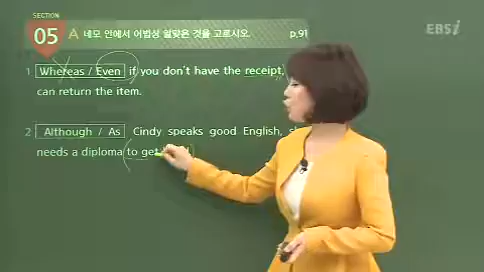 SECTION
05 A 네모 안에서 어법상 알맞은 것을 고르시오. p.91
EBSi
1 Whereas / Even if you don't have the receipt,
can return the item.
2 Although / As Cindy speaks good English,
needs a diploma to get